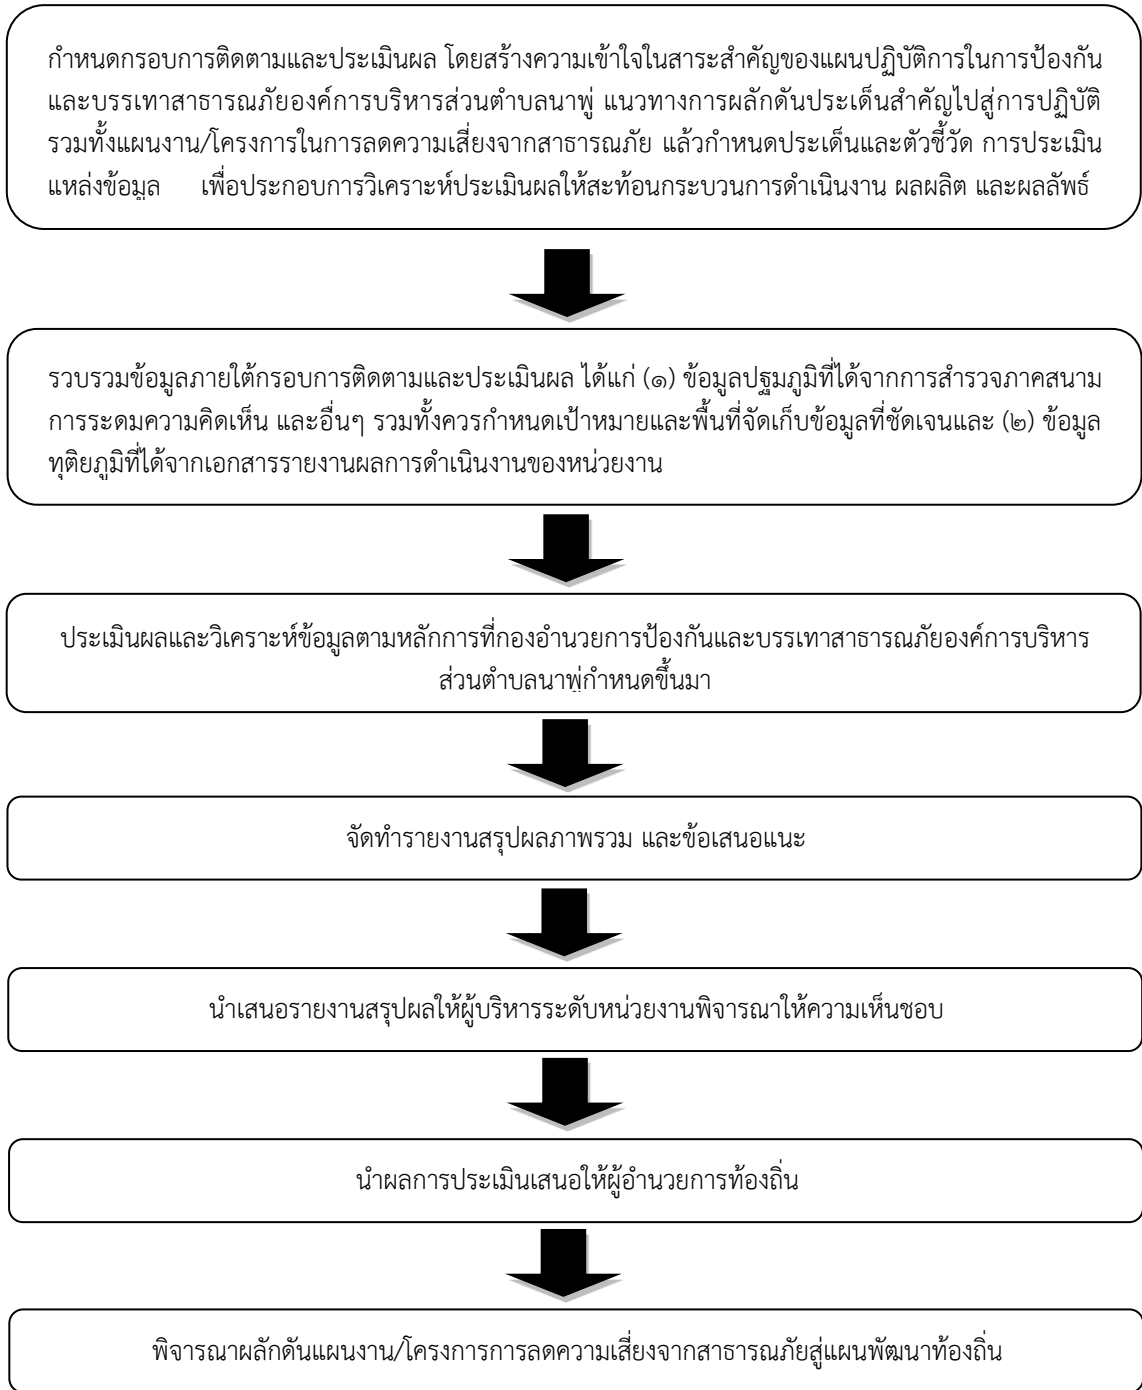 กำหนดกรอบการติดตามและประเมินผล โดยสร้างความเข้าใจในสาระสำคัญของแผนปฏิบัติการในการป้องกัน
และบรรเทาสาธารณภัยองค์การบริหารส่วนตำบลนาพู่ แนวทางการผลักดันประเด็นสำคัญไปสู่การปฏิบัติ
รวมทั้งแผนงาน/โครงการในการลดความเสี่ยงจากสาธารณภัย แล้วกำหนดประเด็นและตัวชี้วัด การประเมิน
แหล่งข้อมูล เพื่อประกอบการวิเคราะห์ประเมินผลให้สะท้อนกระบวนการดำเนินงาน ผลผลิต และผลลัพธ์
รวบรวมข้อมูลภายใต้กรอบการติดตามและประเมินผล ได้แก่ (๑) ข้อมูลปฐมภูมิที่ได้จากการสำรวจภาคสนาม
การระดมความคิดเห็น และอื่นๆ รวมทั้งควรกำหนดเป้าหมายและพื้นที่จัดเก็บข้อมูลที่ชัดเจนและ (๒) ข้อมูล
ทุติยภูมิที่ได้จากเอกสารรายงานผลการดำเนินงานของหน่วยงาน
ประเมินผลและวิเคราะห์ข้อมูลตามหลักการที่กองอำนวยการป้องกันและบรรเทาสาธารณภัยองค์การบริหาร
ส่วนตำบลนาพู่กำหนดขึ้นมา
จัดทำรายงานสรุปผลภาพรวม และข้อเสนอแนะ
นำเสนอรายงานสรุปผลให้ผู้บริหารระดับหน่วยงานพิจารณาให้ความเห็นชอบ
นำผลการประเมินเสนอให้ผู้อำนวยการท้องถิ่น
พิจารณาผลักดันแผนงาน/โครงการการลดความเสี่ยงจากสาธารณภัยสู่แผนพัฒนาท้องถิ่น